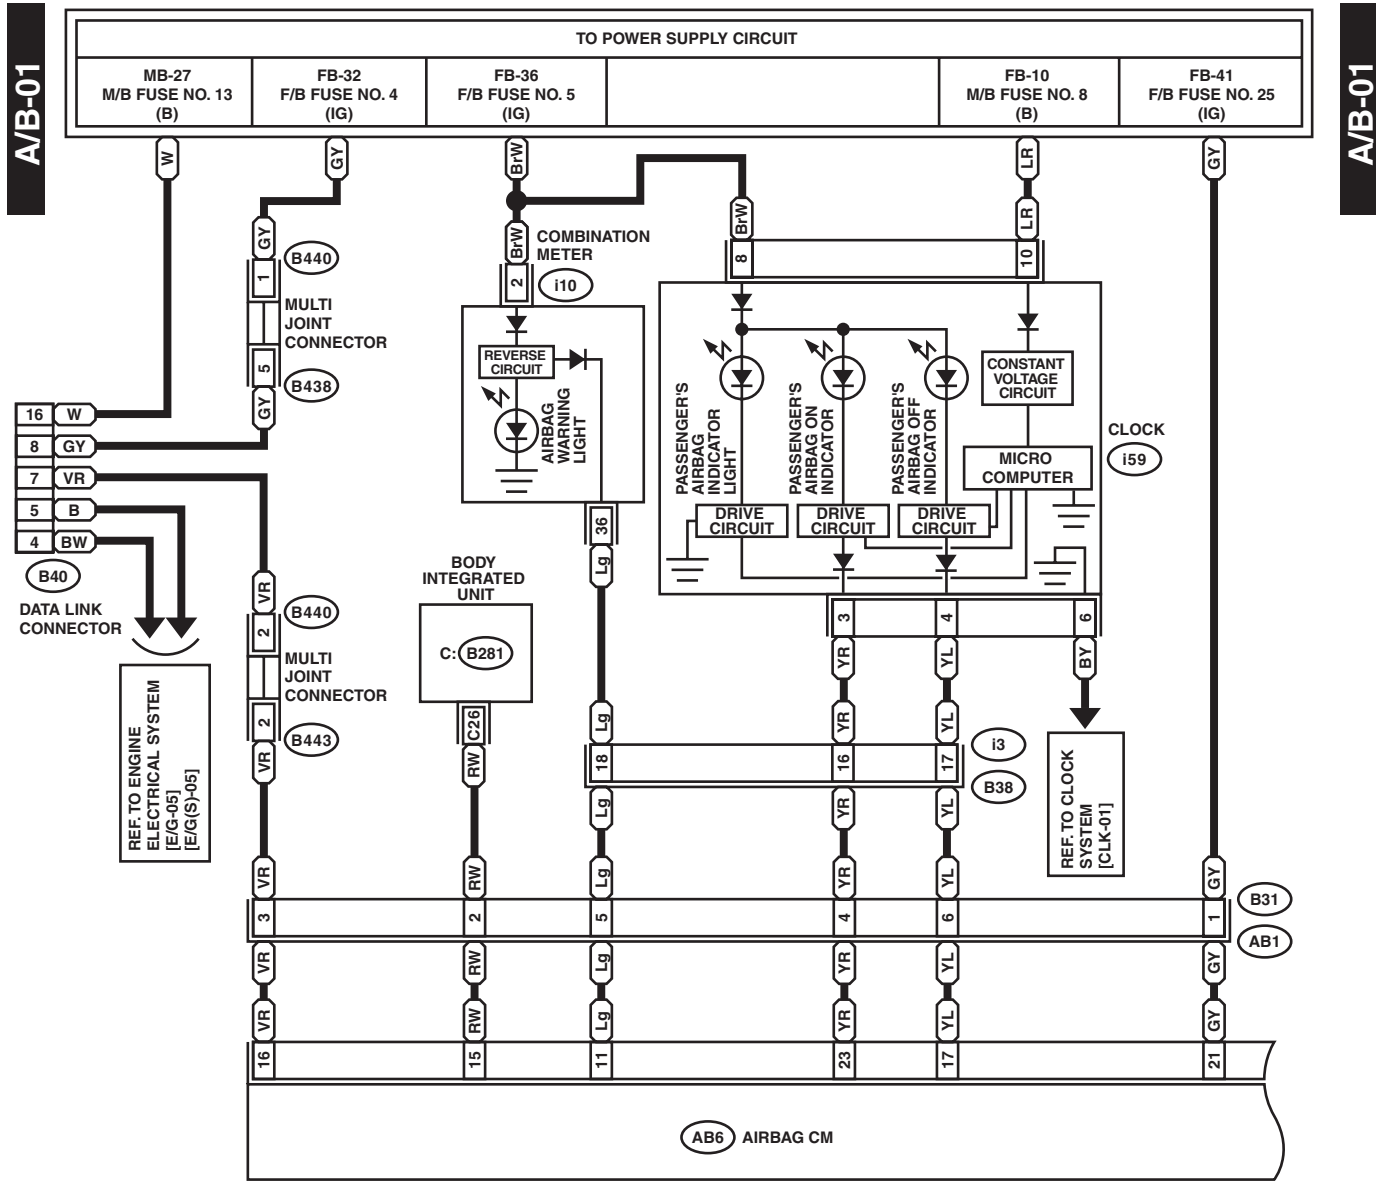 A/B-01
A/B-01
TO POWER SUPPLY CIRCUIT
MB-27
M/B FUSE NO. 13
(B)
FB-32
F/B FUSE NO. 4
(IG)
FB-36
F/B FUSE NO. 5
(IG)
FB-10
M/B FUSE NO. 8
(B)
FB-41
F/B FUSE NO. 25
(IG)
W
GY
BrW
LR
GY
GY
B440
1
MULTI
JOINT
CONNECTOR
5
B438
GY
BrW
COMBINATION
METER
2
i10
REVERSE
CIRCUIT
AIRBAG
WARNING
LIGHT
36
Lg
BrW
LR
8
10
PASSENGER'S
AIRBAG
INDICATOR
LIGHT
PASSENGER'S
AIRBAG ON
INDICATOR
PASSENGER'S
AIRBAG OFF
INDICATOR
CONSTANT
VOLTAGE
CIRCUIT
MICRO
COMPUTER
CLOCK
i59
DRIVE
CIRCUIT
DRIVE
CIRCUIT
DRIVE
CIRCUIT
16 W
8 GY
7 VR
5 B
4 BW
B40
DATA LINK
CONNECTOR
REF. TO ENGINE
ELECTRICAL SYSTEM
[E/G-05]
[E/G(S)-05]
VR
B440
2
MULTI
JOINT
CONNECTOR
2
B443
VR
BODY
INTEGRATED
UNIT
C: B281
C26
RW
3
4
6
YR
YL
BY
REF. TO CLOCK
SYSTEM
[CLK-01]
Lg
YR
YL
18
16
17
i3
B38
Lg
YR
YL
VR
RW
Lg
YR
YL
GY
3
2
5
4
6
1
B31
AB1
VR
RW
Lg
YR
YL
GY
VR
RW
Lg
YR
YL
GY
16
15
11
23
17
21
AB6 AIRBAG CM